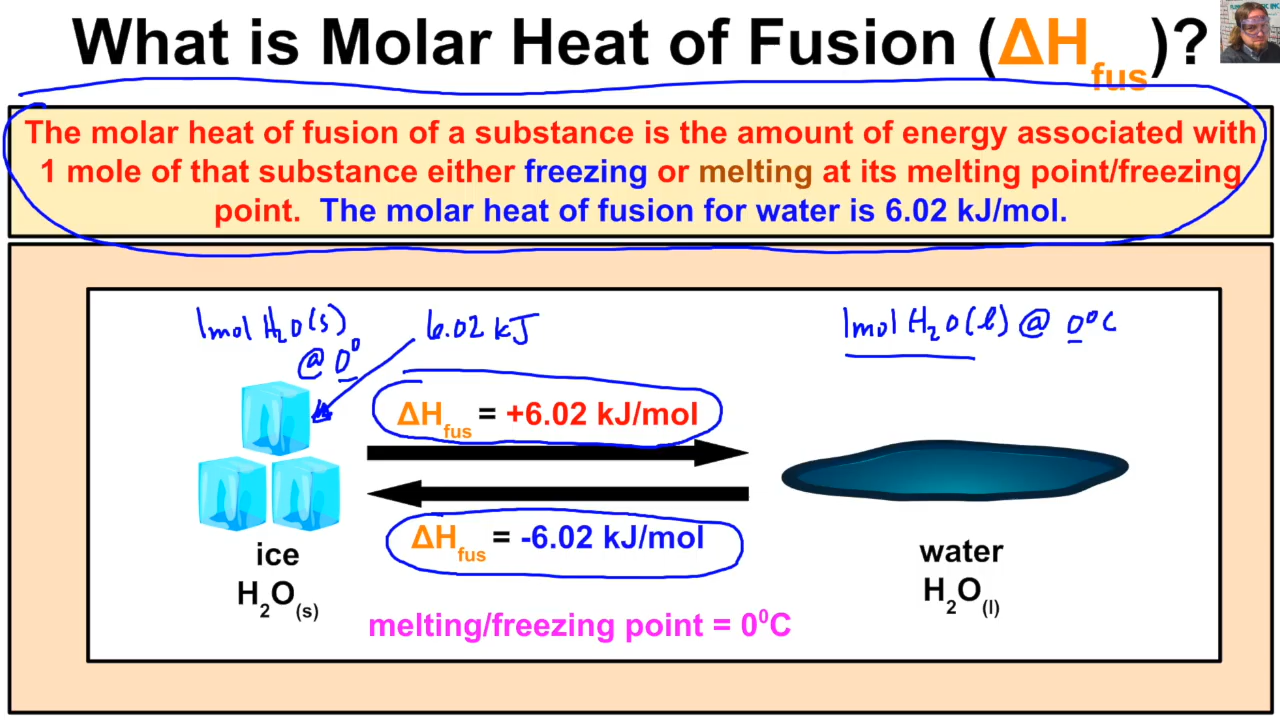 What is Molar Heat of Fusion (ΔHfus)?
The molar heat of fusion of a substance is the amount of energy associated with
1 mole of that substance either freezing or melting at its melting point/freezing
point. The molar heat of fusion for water is 6.02 kJ/mol.
1mol H2O(s)
@ 0⁰
6.02 kJ
1mol H2O(l) @ 0⁰C
ΔHfus = +6.02 kJ/mol
ΔHfus = -6.02 kJ/mol
ice
H2O(s)
water
H2O(l)
melting/freezing point = 0⁰C